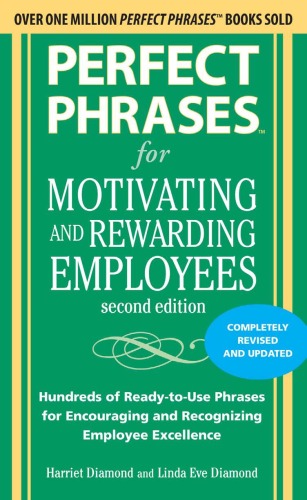 OVER ONE MILLION PERFECT PHRASES™ BOOKS SOLD
PERFECT
PHRASES™
for
MOTIVATING
AND REWARDING
EMPLOYEES
second edition
COMPLETELY
REVISED
AND UPDATED
Hundreds of Ready-to-Use Phrases
for Encouraging and Recognizing
Employee Excellence
Harriet Diamond and Linda Eve Diamond